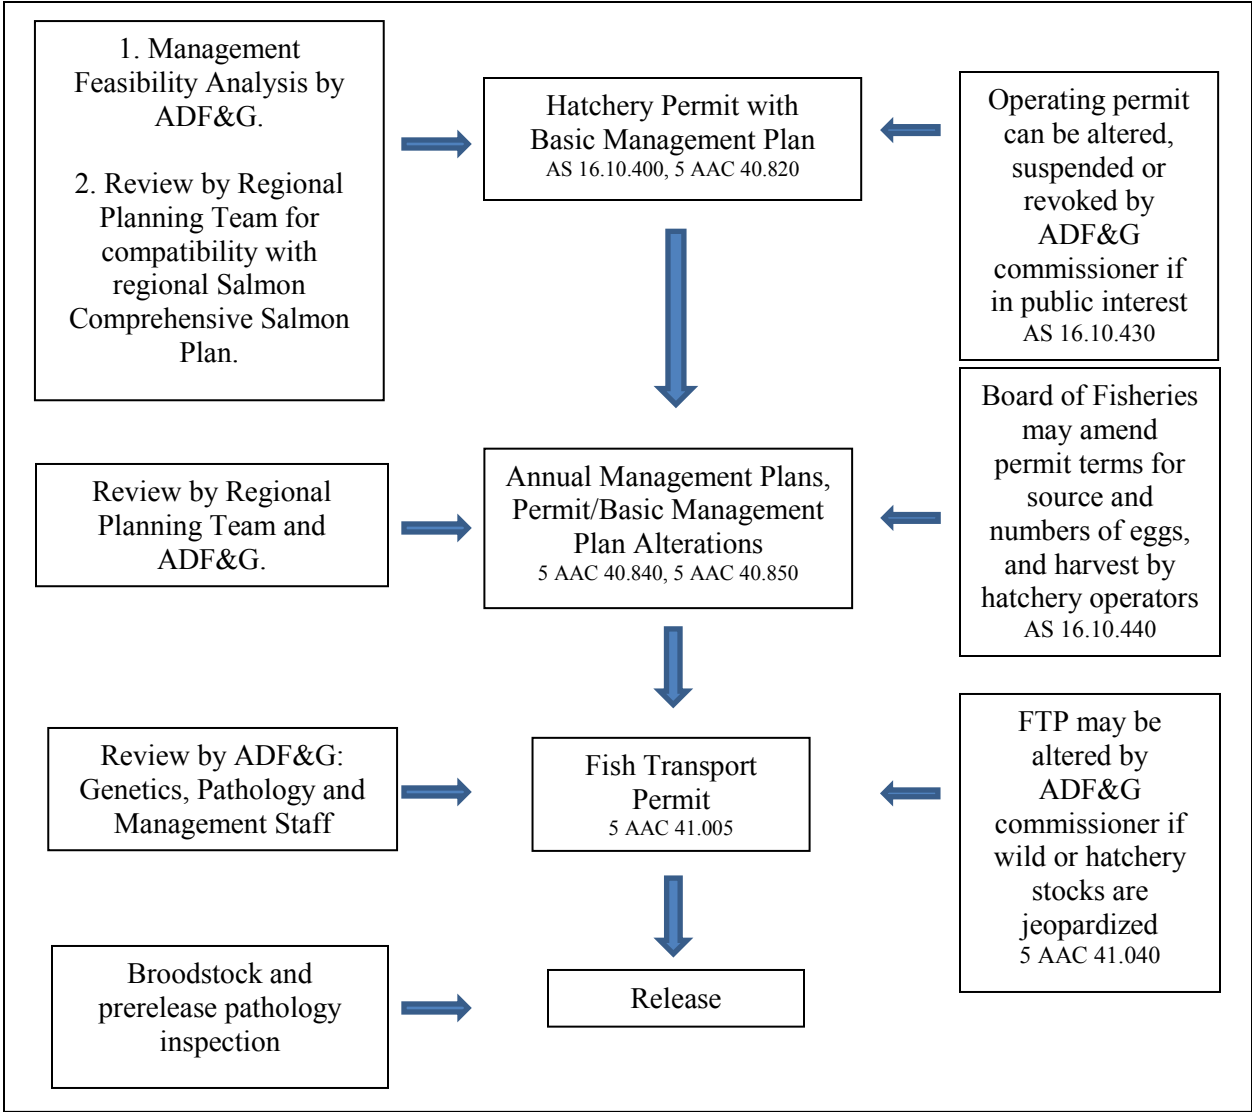 1. Management
Feasibility Analysis by
ADF&G.
2. Review by Regional
Planning Team for
compatibility with
regional Salmon
Comprehensive Salmon
Plan.
Hatchery Permit with
Basic Management Plan
AS 16.10.400, 5 AAC 40.820
Operating permit
can be altered,
suspended or
revoked by
ADF&G
commissioner if
in public interest
AS 16.10.430
Review by Regional
Planning Team and
ADF&G.
Annual Management Plans,
Permit/Basic Management
Plan Alterations
5 AAC 40.840, 5 AAC 40.850
Board of Fisheries
may amend
permit terms for
source and
numbers of eggs,
and harvest by
hatchery operators
AS 16.10.440
Review by ADF&G:
Genetics, Pathology and
Management Staff
Fish Transport
Permit
5 AAC 41.005
FTP may be
altered by
ADF&G
commissioner if
wild or hatchery
stocks are
jeopardized
5 AAC 41.040
Broodstock and
prerelease pathology
inspection
Release